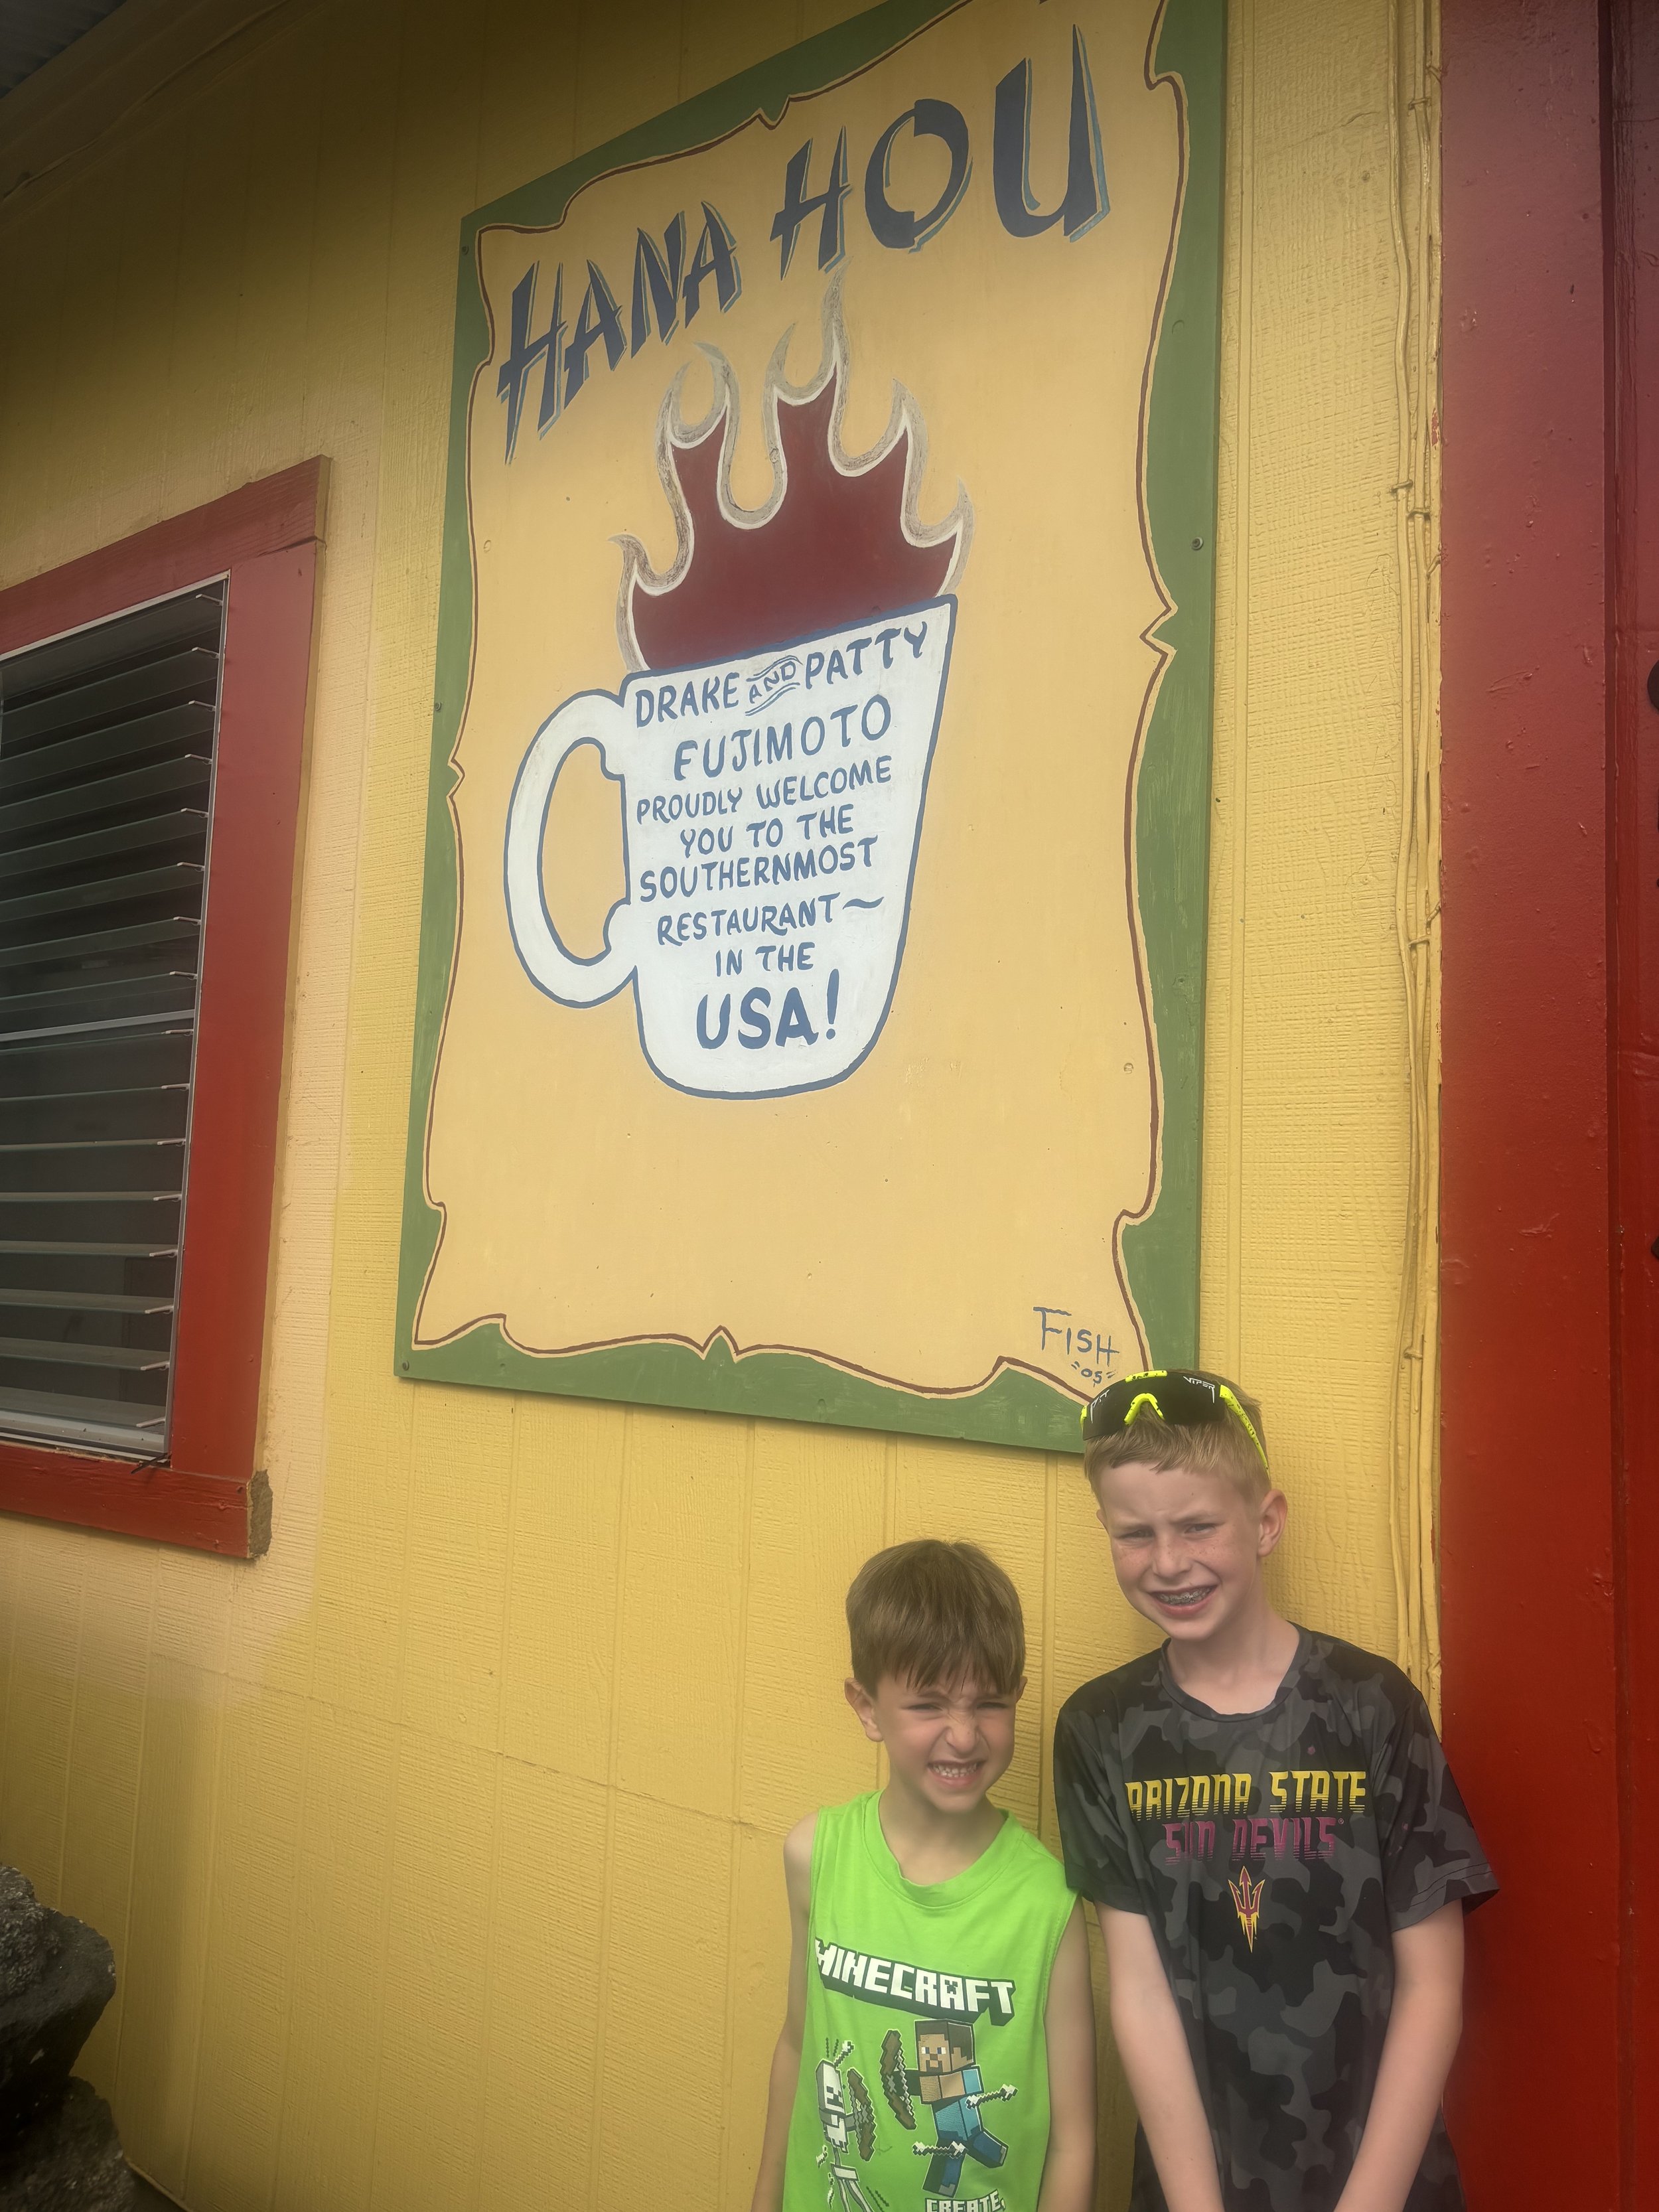 HANA HOU
DRAKE AND PATTY
FUJIMOTO
PROUDLY WELCOME
YOU TO THE
SOUTHERNMOST
RESTAURANT~
IN THE
USA!
FISH
"05"
VIPER
ARIZONA STATE
SUN DEVILS
MINECRAFT
CREATE,